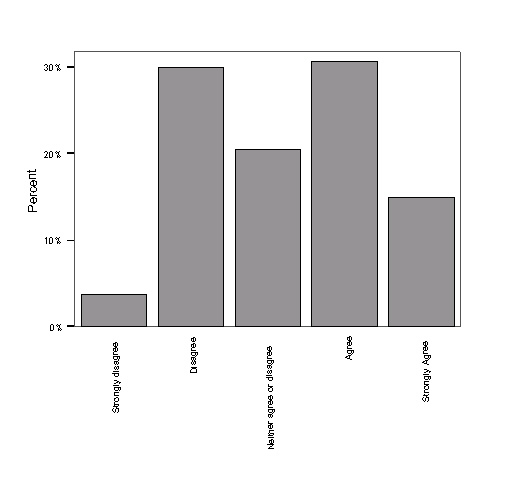 30%
20%
10%
0%
Percent
Strongly disagree
Disagree
Neither agree or disagree
Agree
Strongly Agree